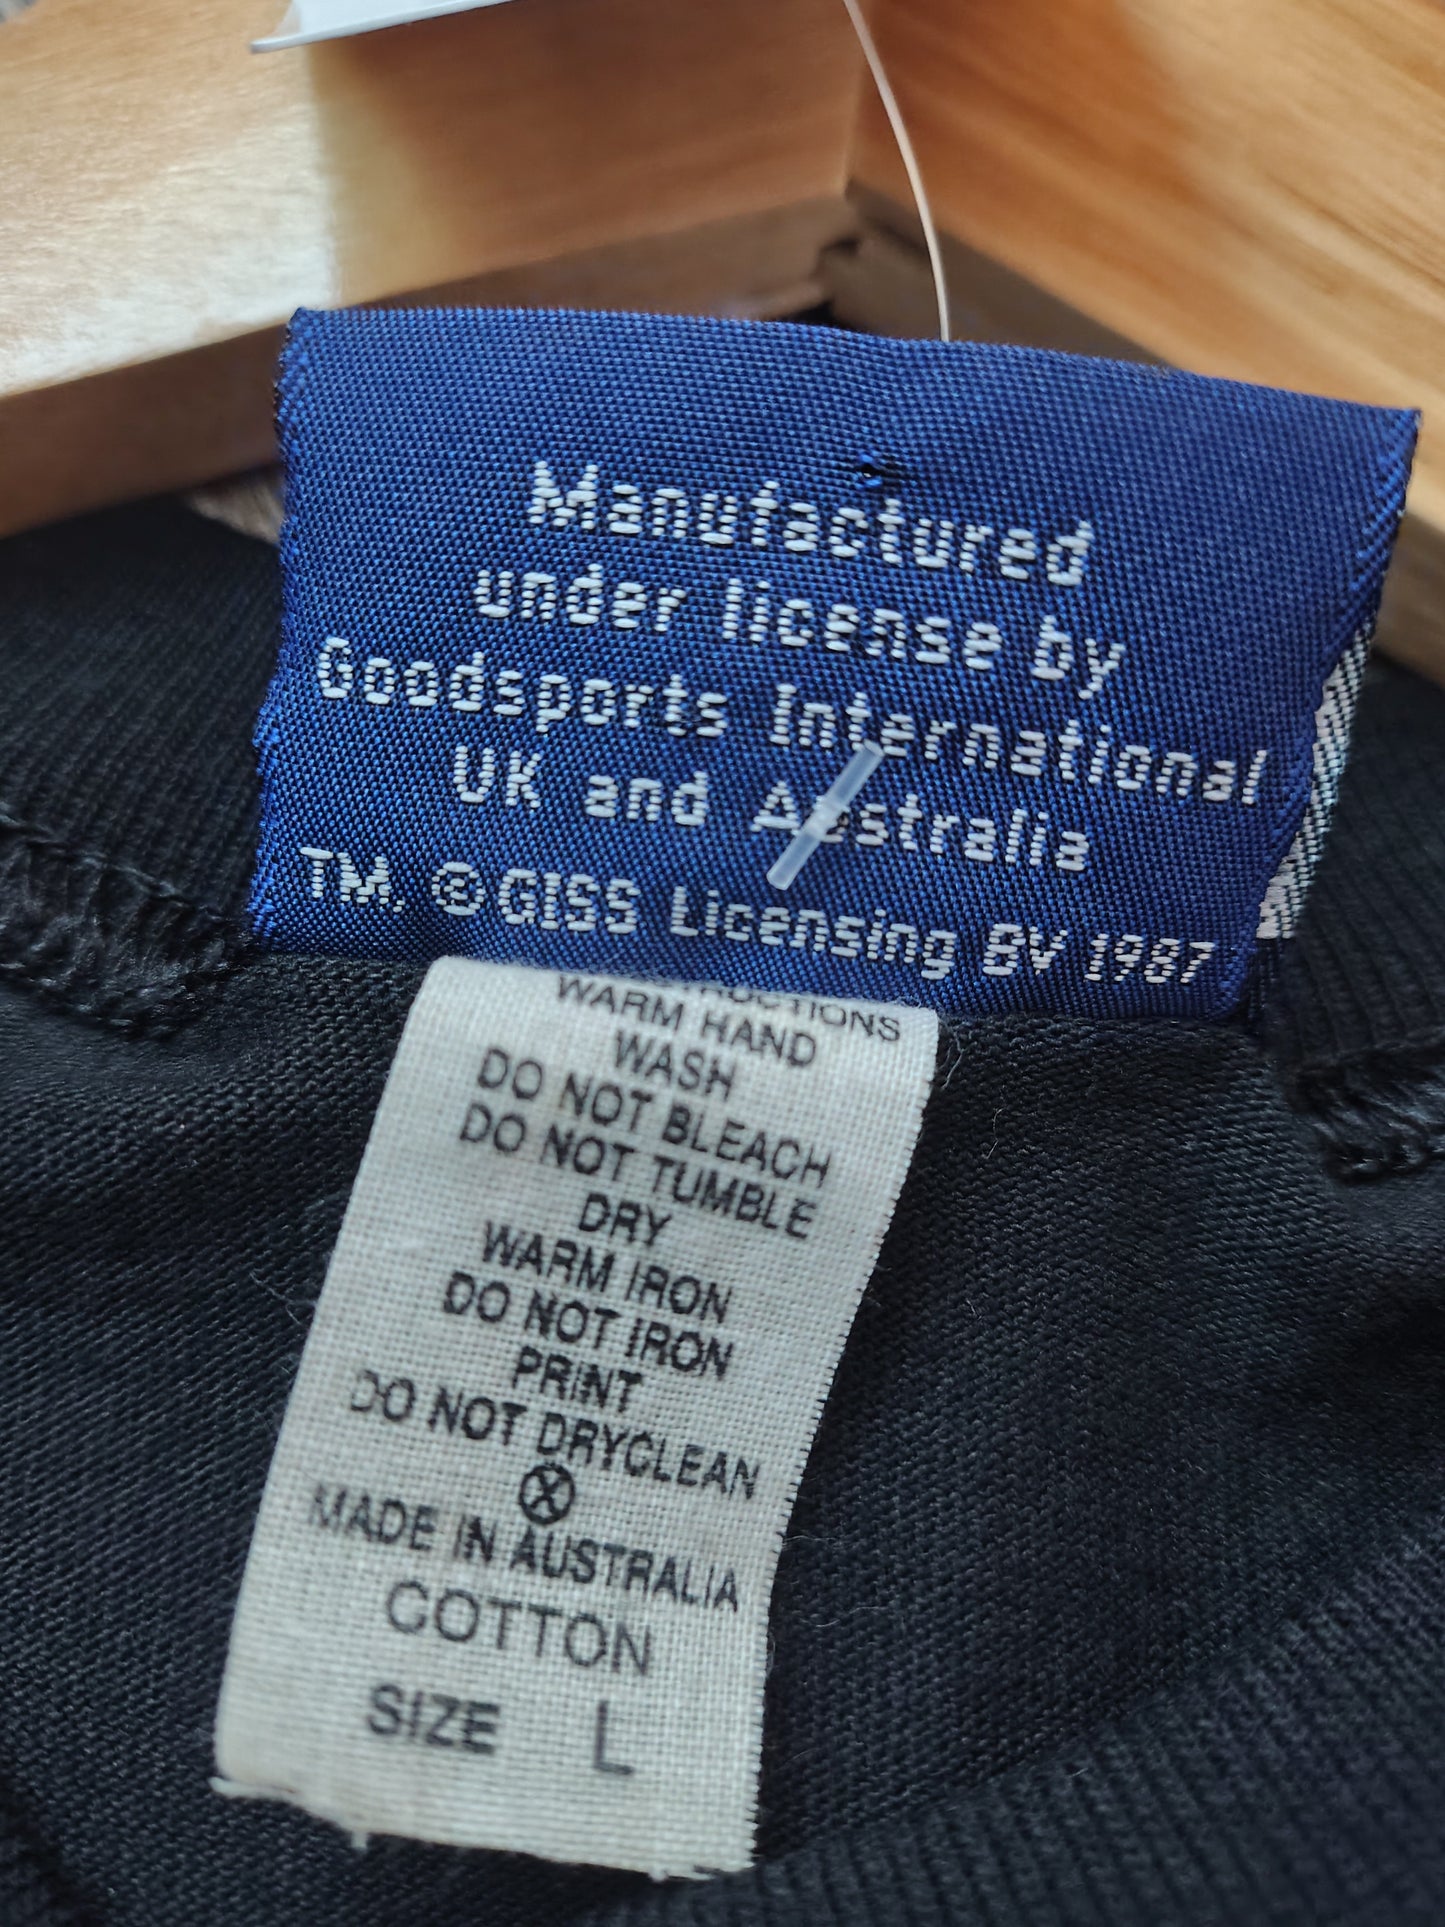 Manufactured
under license by
Goodsports International
UK and Australia
TM. © GISS Licensing BV 1987
WARM HAND
WASH
DO NOT BLEACH
DO NOT TUMBLE
DRY
WARM IRON
DO NOT IRON
PRINT
DO NOT DRYCLEAN
MADE IN AUSTRALIA
COTTON
SIZE L